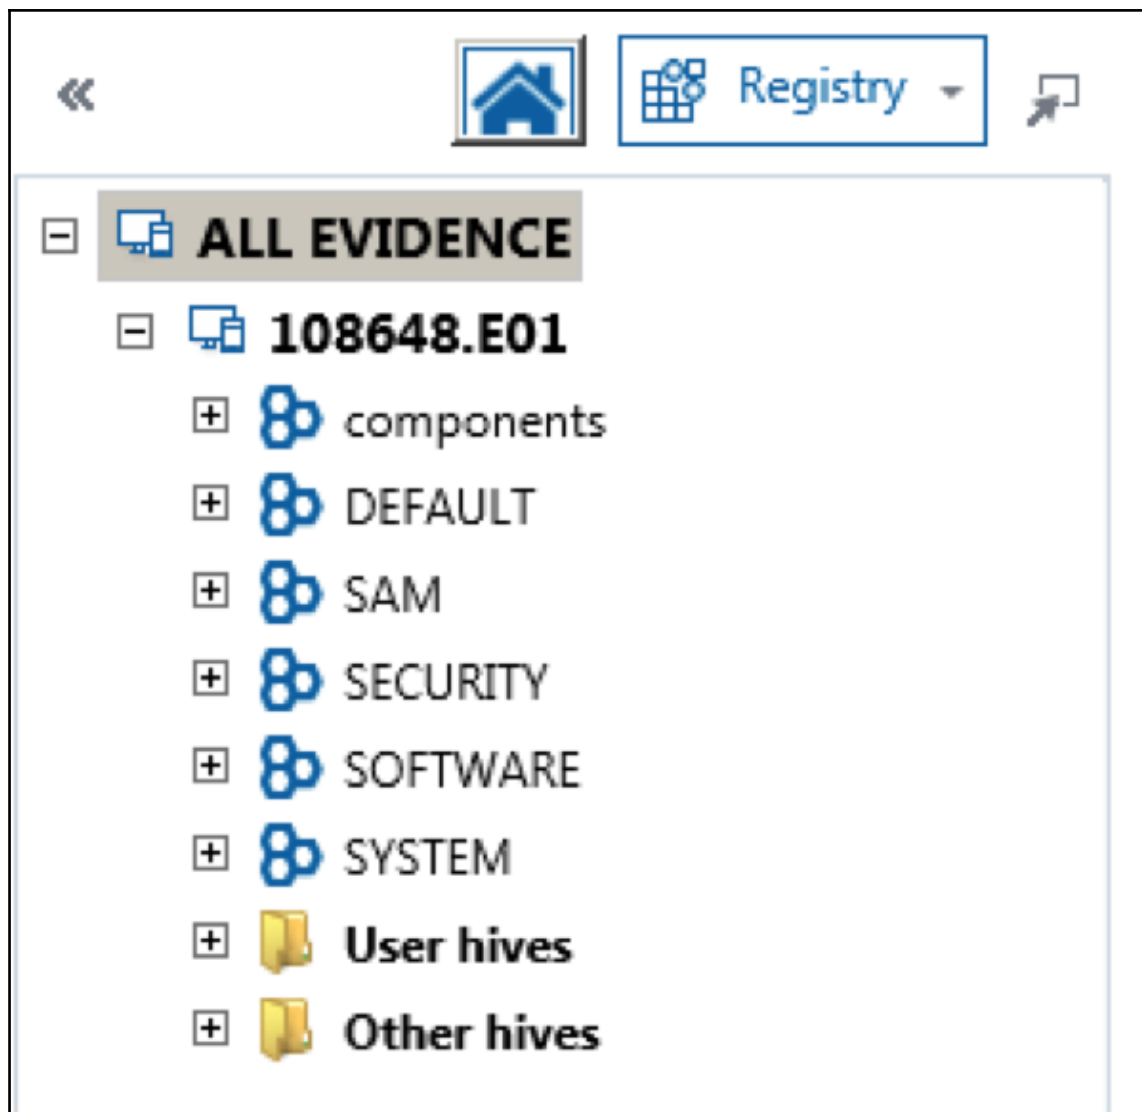 Registry
ALL EVIDENCE
108648.E01
components
DEFAULT
SAM
SECURITY
SOFTWARE
SYSTEM
User hives
Other hives